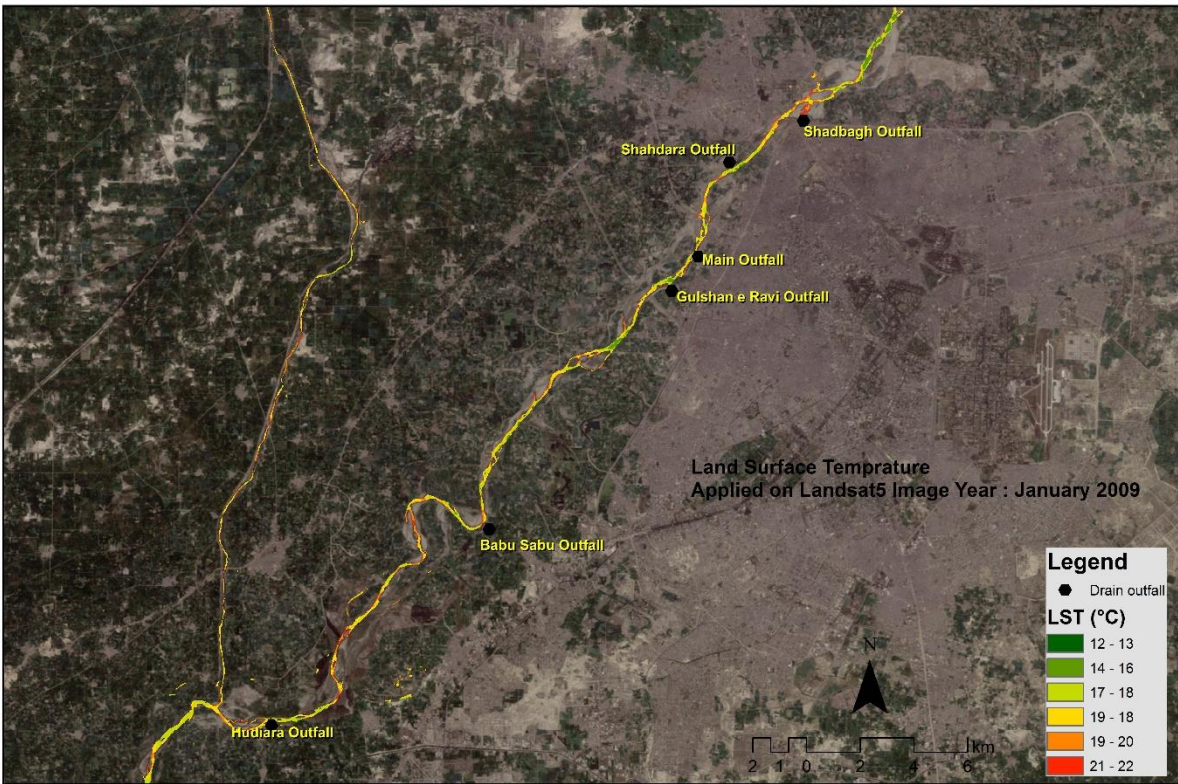 Shadbagh Outfall
Shahdara Outfall
Main Outfall
Gulshan e Ravi Outfall
Land Surface Temprature
Applied on Landsat5 Image Year : January 2009
Babu Sabu Outfall
Hudiara Outfall
Legend
Drain outfall
LST (°C)
12 - 13
14 - 16
17 - 18
19 - 18
19 - 20
21 - 22
N
km
2 1 0 2 4 6